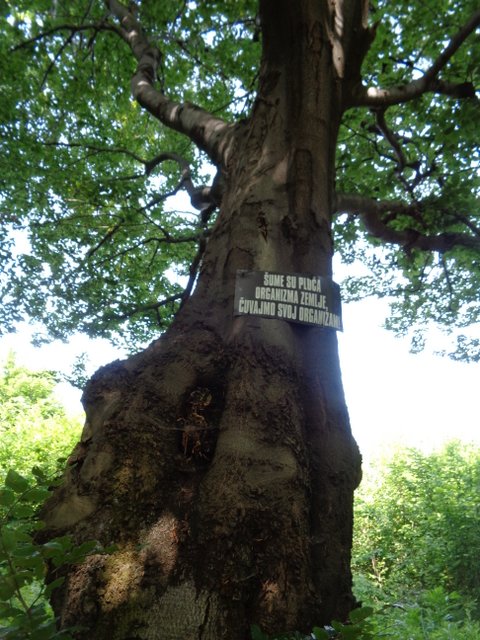 ŠUME SU PLUĆA
ORGANIZMA ZEMLJE,
ČUVAJMO SVOJ ORGANIZAM!